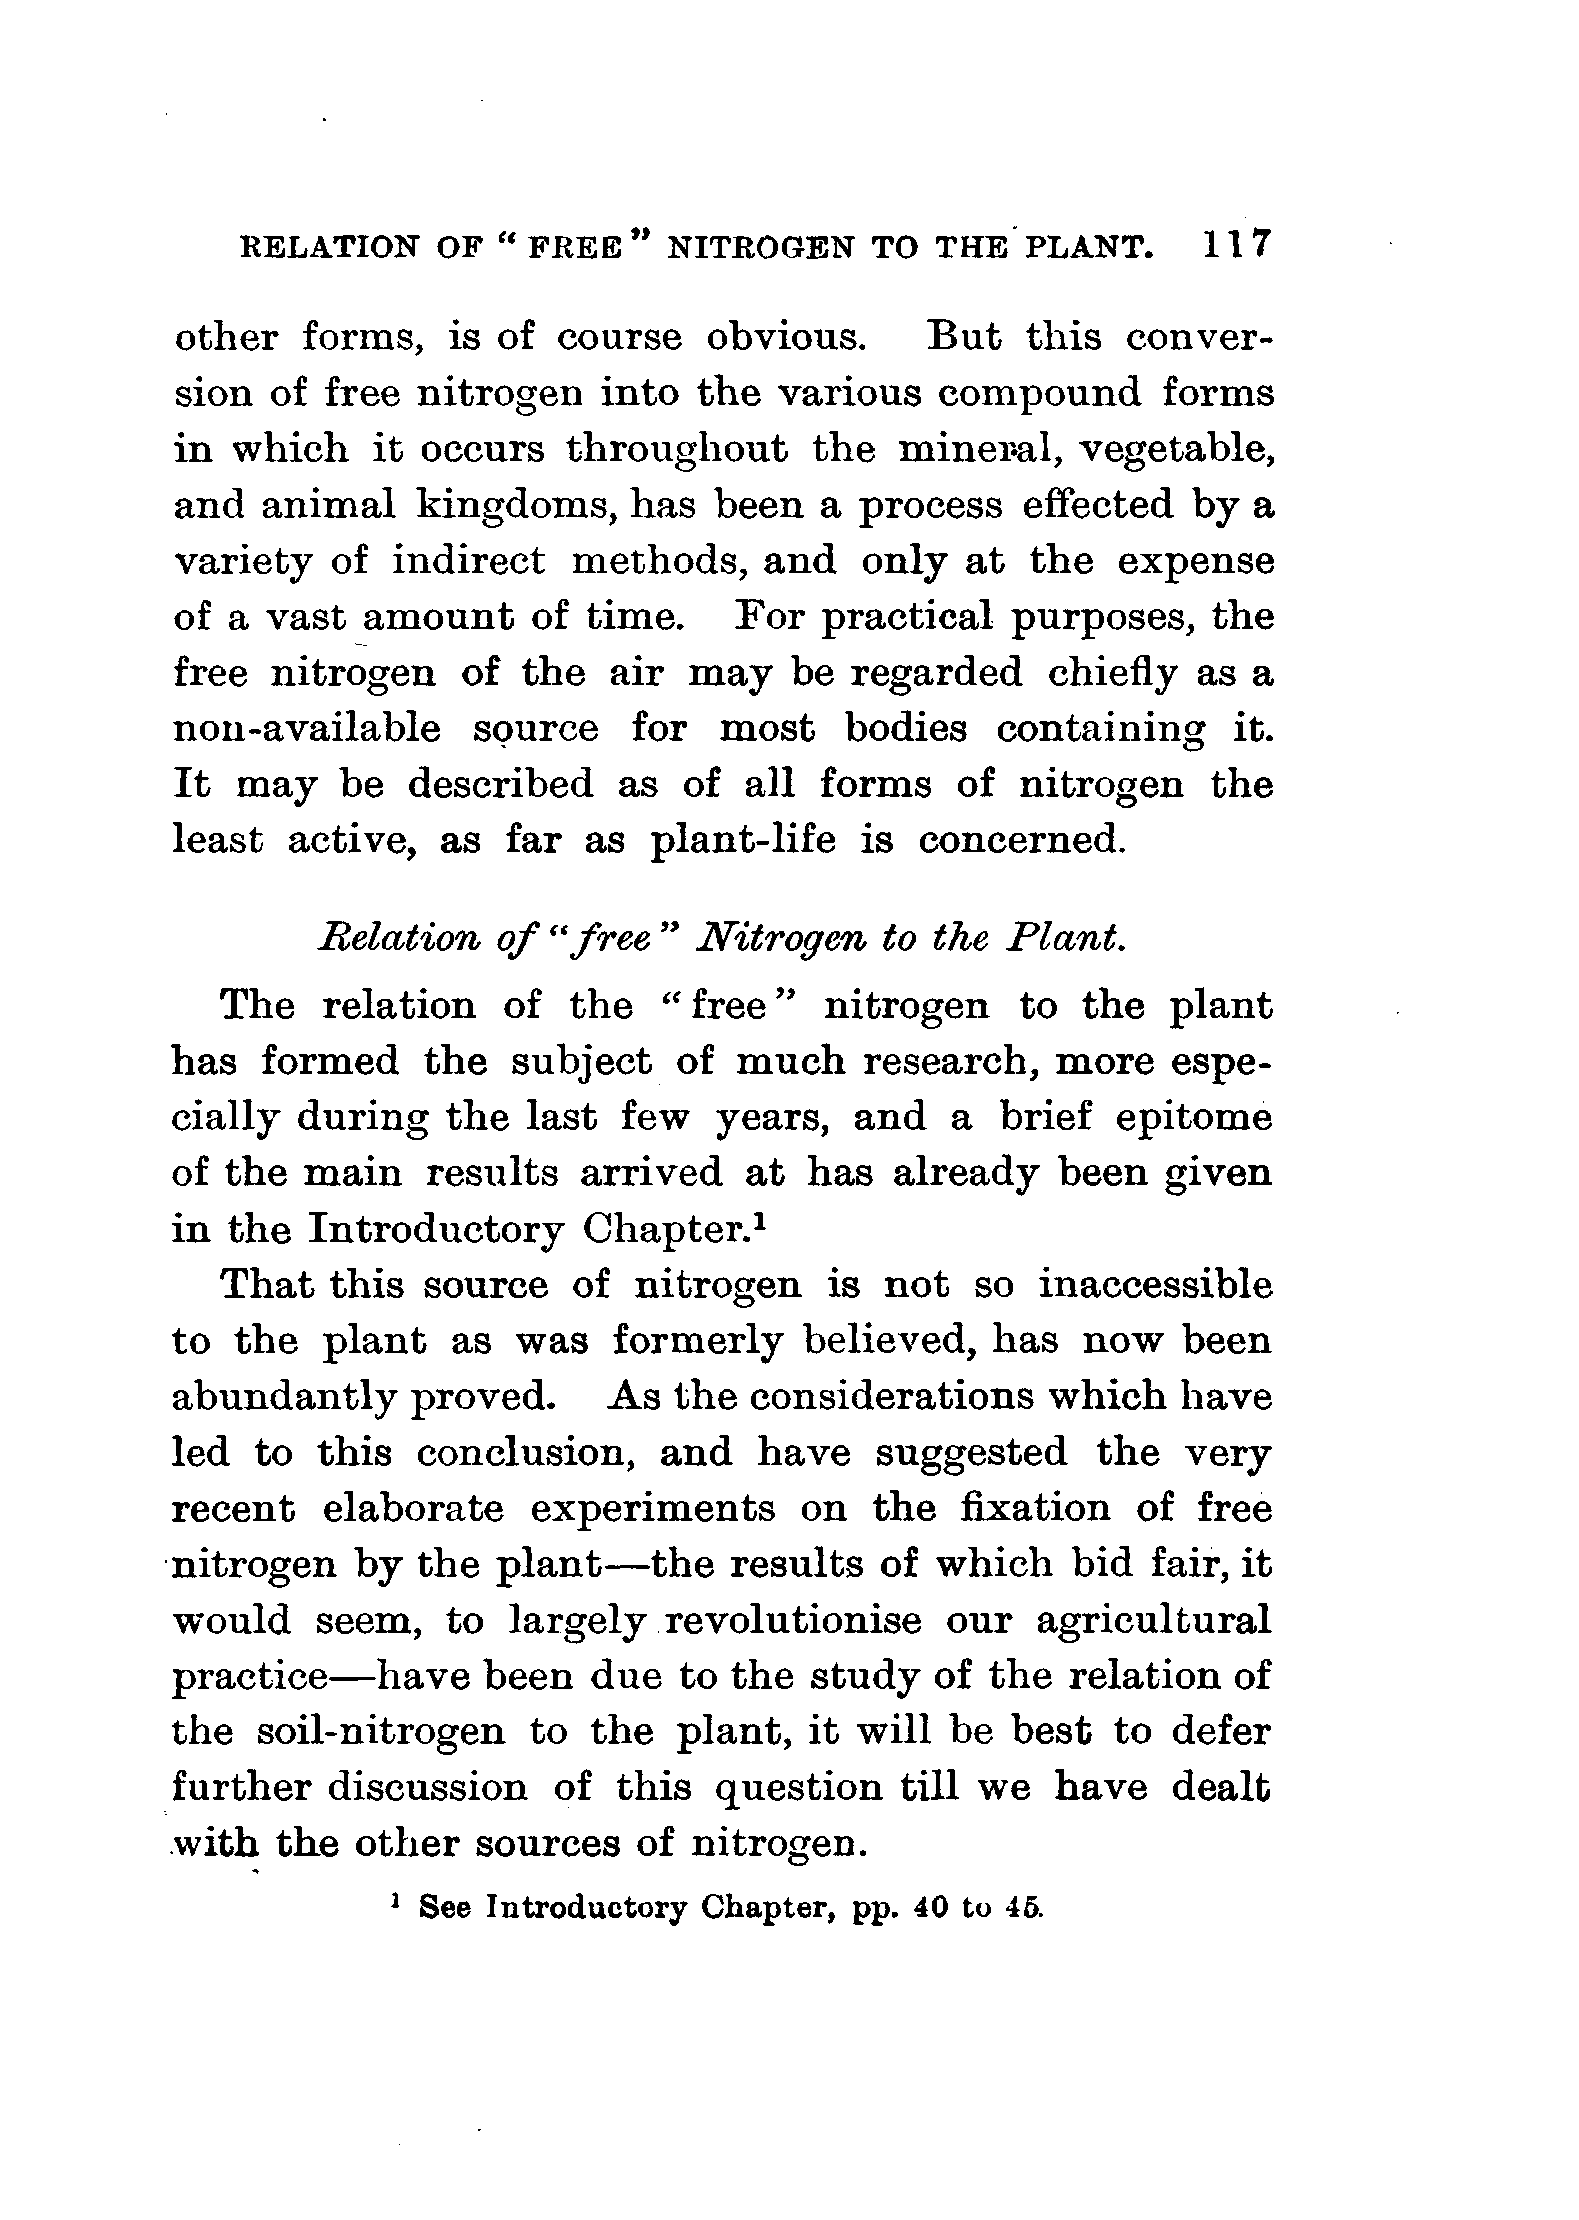 RELATION OF “FREE” NITROGEN TO THE PLANT. 117
other forms, is of course obvious. But this conver-
sion of free nitrogen into the various compound forms
in which it occurs throughout the mineral, vegetable,
and animal kingdoms, has been a process effected by a
variety of indirect methods, and only at the expense
of a vast amount of time. For practical purposes, the
free nitrogen of the air may be regarded chiefly as a
non-available source for most bodies containing it.
It may be described as of all forms of nitrogen the
least active, as far as plant-life is concerned.
Relation of “free” Nitrogen to the Plant.
The relation of the “free” nitrogen to the plant
has formed the subject of much research, more espe-
cially during the last few years, and a brief epitome
of the main results arrived at has already been given
in the Introductory Chapter.¹
That this source of nitrogen is not so inaccessible
to the plant as was formerly believed, has now been
abundantly proved. As the considerations which have
led to this conclusion, and have suggested the very
recent elaborate experiments on the fixation of free
nitrogen by the plant—the results of which bid fair, it
would seem, to largely revolutionise our agricultural
practice—have been due to the study of the relation of
the soil-nitrogen to the plant, it will be best to defer
further discussion of this question till we have dealt
with the other sources of nitrogen.
¹ See Introductory Chapter, pp. 40 to 45.